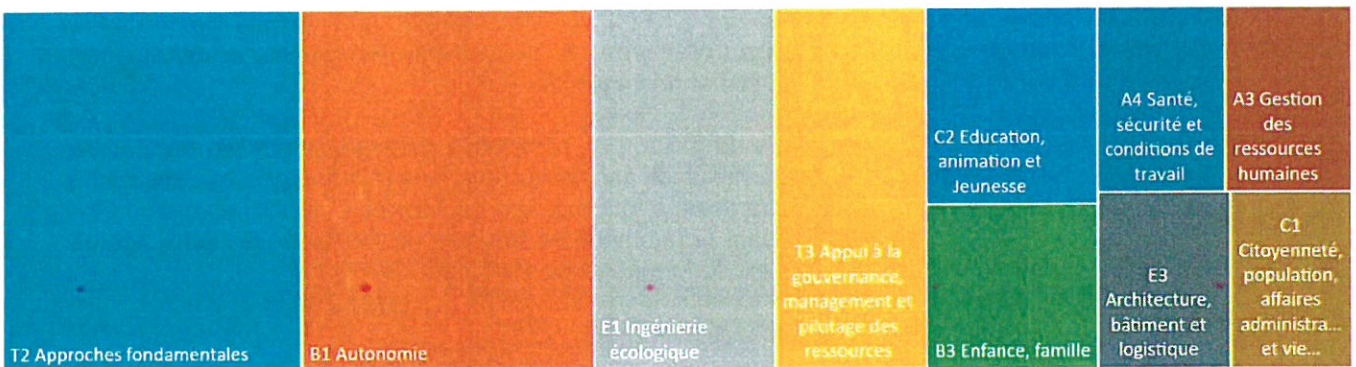 T2 Approches fondamentales
B1 Autonomie
E1 Ingénierie
écologique
T3 Appui à la
gouvernance,
management et
pilotage des
ressources
C2 Education,
animation et
Jeunesse
B3 Enfance, famille
A4 Santé,
sécurité et
conditions de
travail
A3 Gestion
des
ressources
humaines
E3
Architecture,
bâtiment et
logistique
C1
Citoyenneté,
population,
affaires
administra...
et vie...